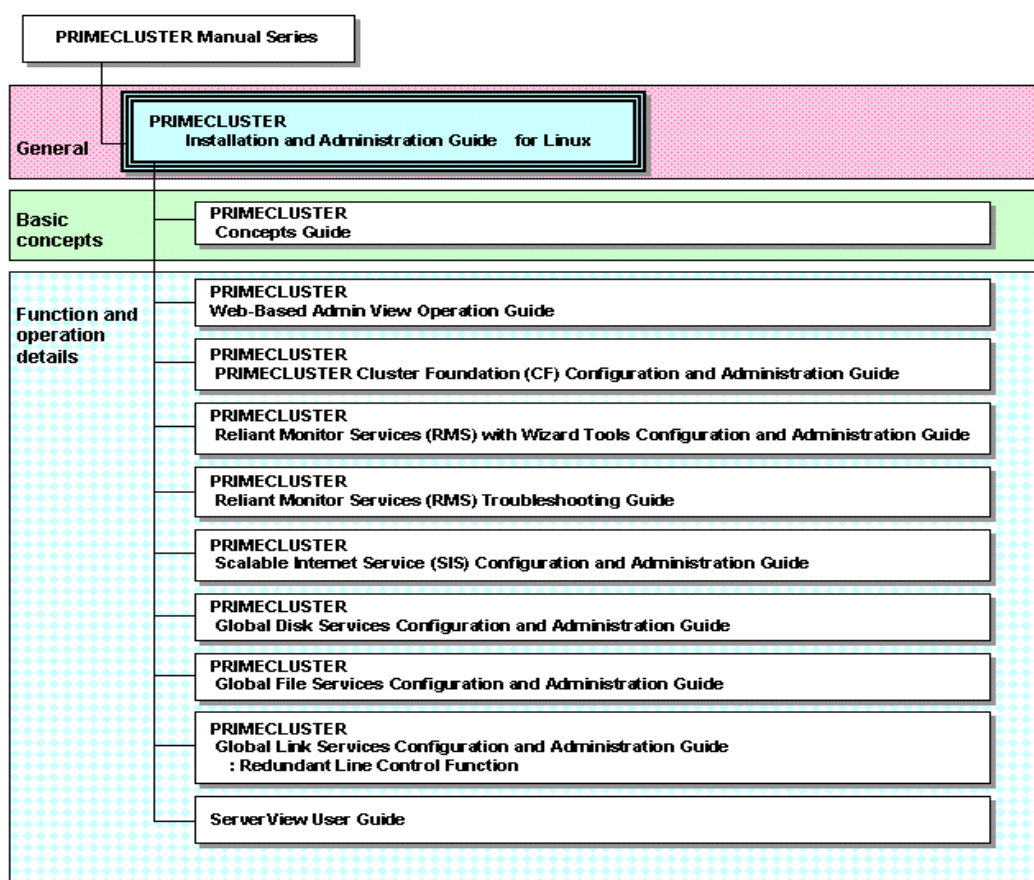 PRIMECLUSTER Manual Series
General
PRIMECLUSTER
Installation and Administration Guide for Linux
Basic
concepts
PRIMECLUSTER
Concepts Guide
Function and
operation
details
PRIMECLUSTER
Web-Based Admin View Operation Guide
PRIMECLUSTER
PRIMECLUSTER Cluster Foundation (CF) Configuration and Administration Guide
PRIMECLUSTER
Reliant Monitor Services (RMS) with Wizard Tools Configuration and Administration Guide
PRIMECLUSTER
Reliant Monitor Services (RMS) Troubleshooting Guide
PRIMECLUSTER
Scalable Internet Service (SIS) Configuration and Administration Guide
PRIMECLUSTER
Global Disk Services Configuration and Administration Guide
PRIMECLUSTER
Global File Services Configuration and Administration Guide
PRIMECLUSTER
Global Link Services Configuration and Administration Guide
: Redundant Line Control Function
ServerView User Guide